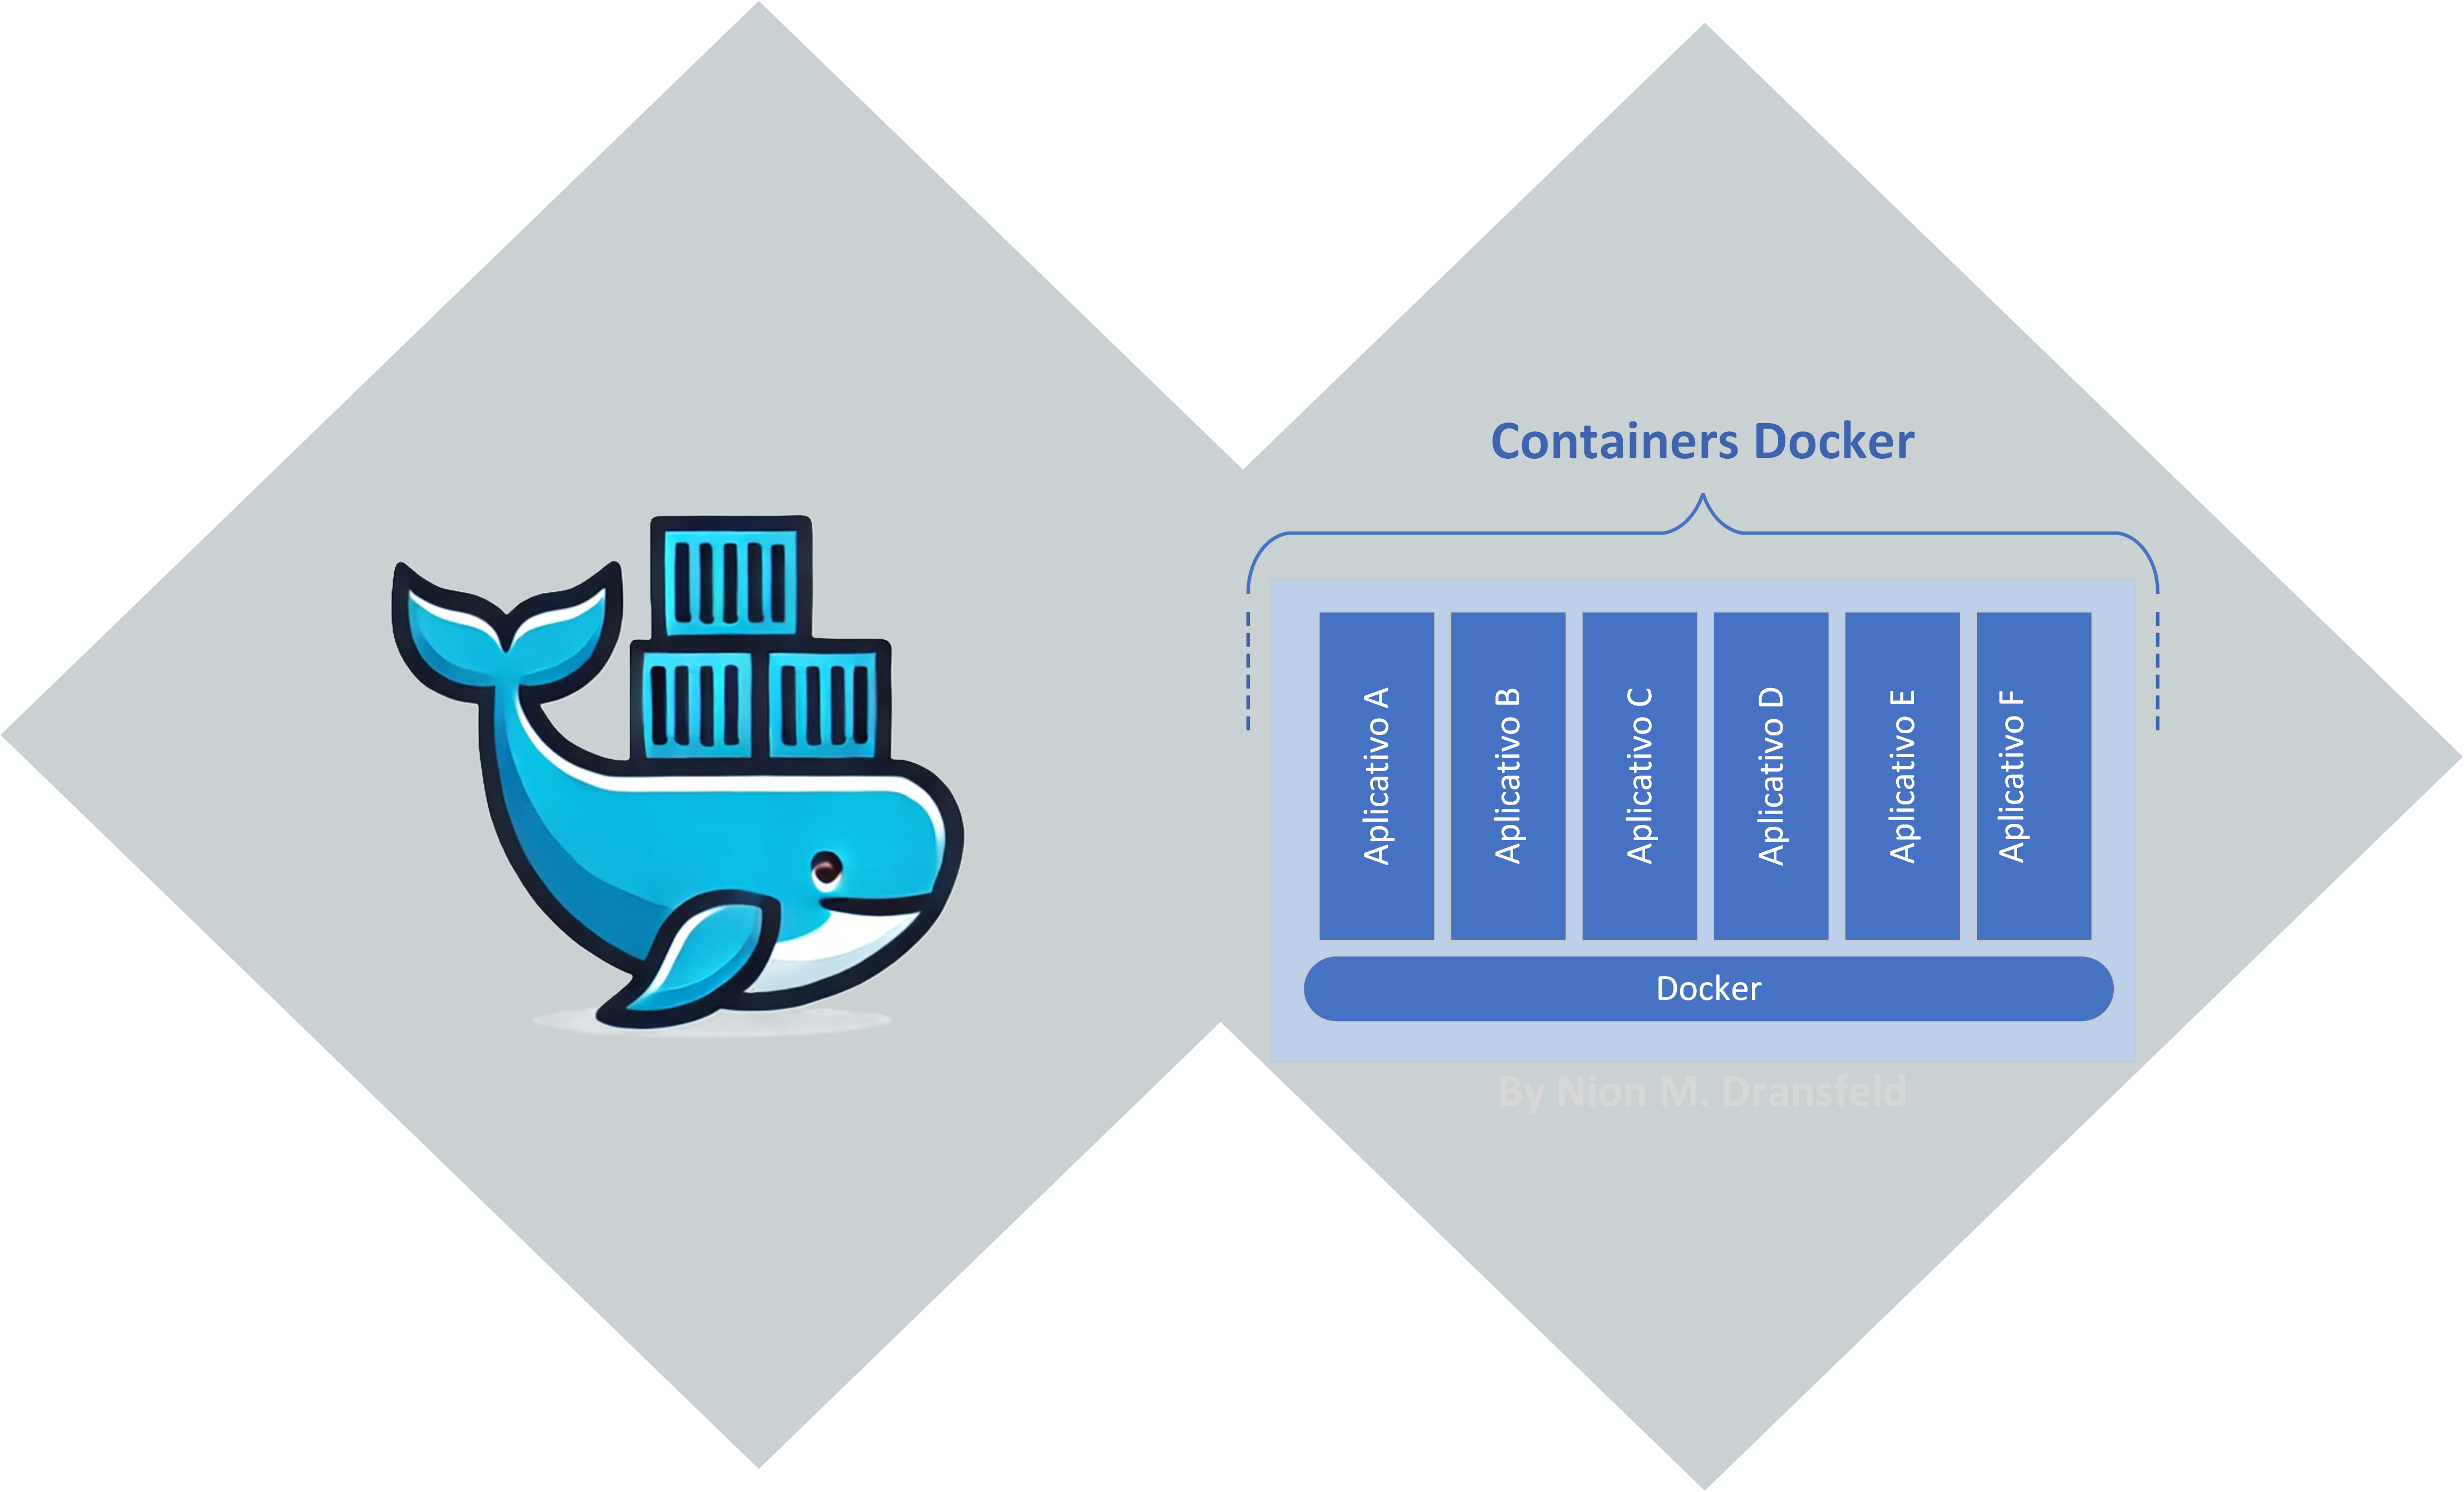 Containers Docker
Aplicativo A
Aplicativo B
Aplicativo C
Aplicativo D
Aplicativo E
Aplicativo F
Docker
By Nion M. Dransfeld